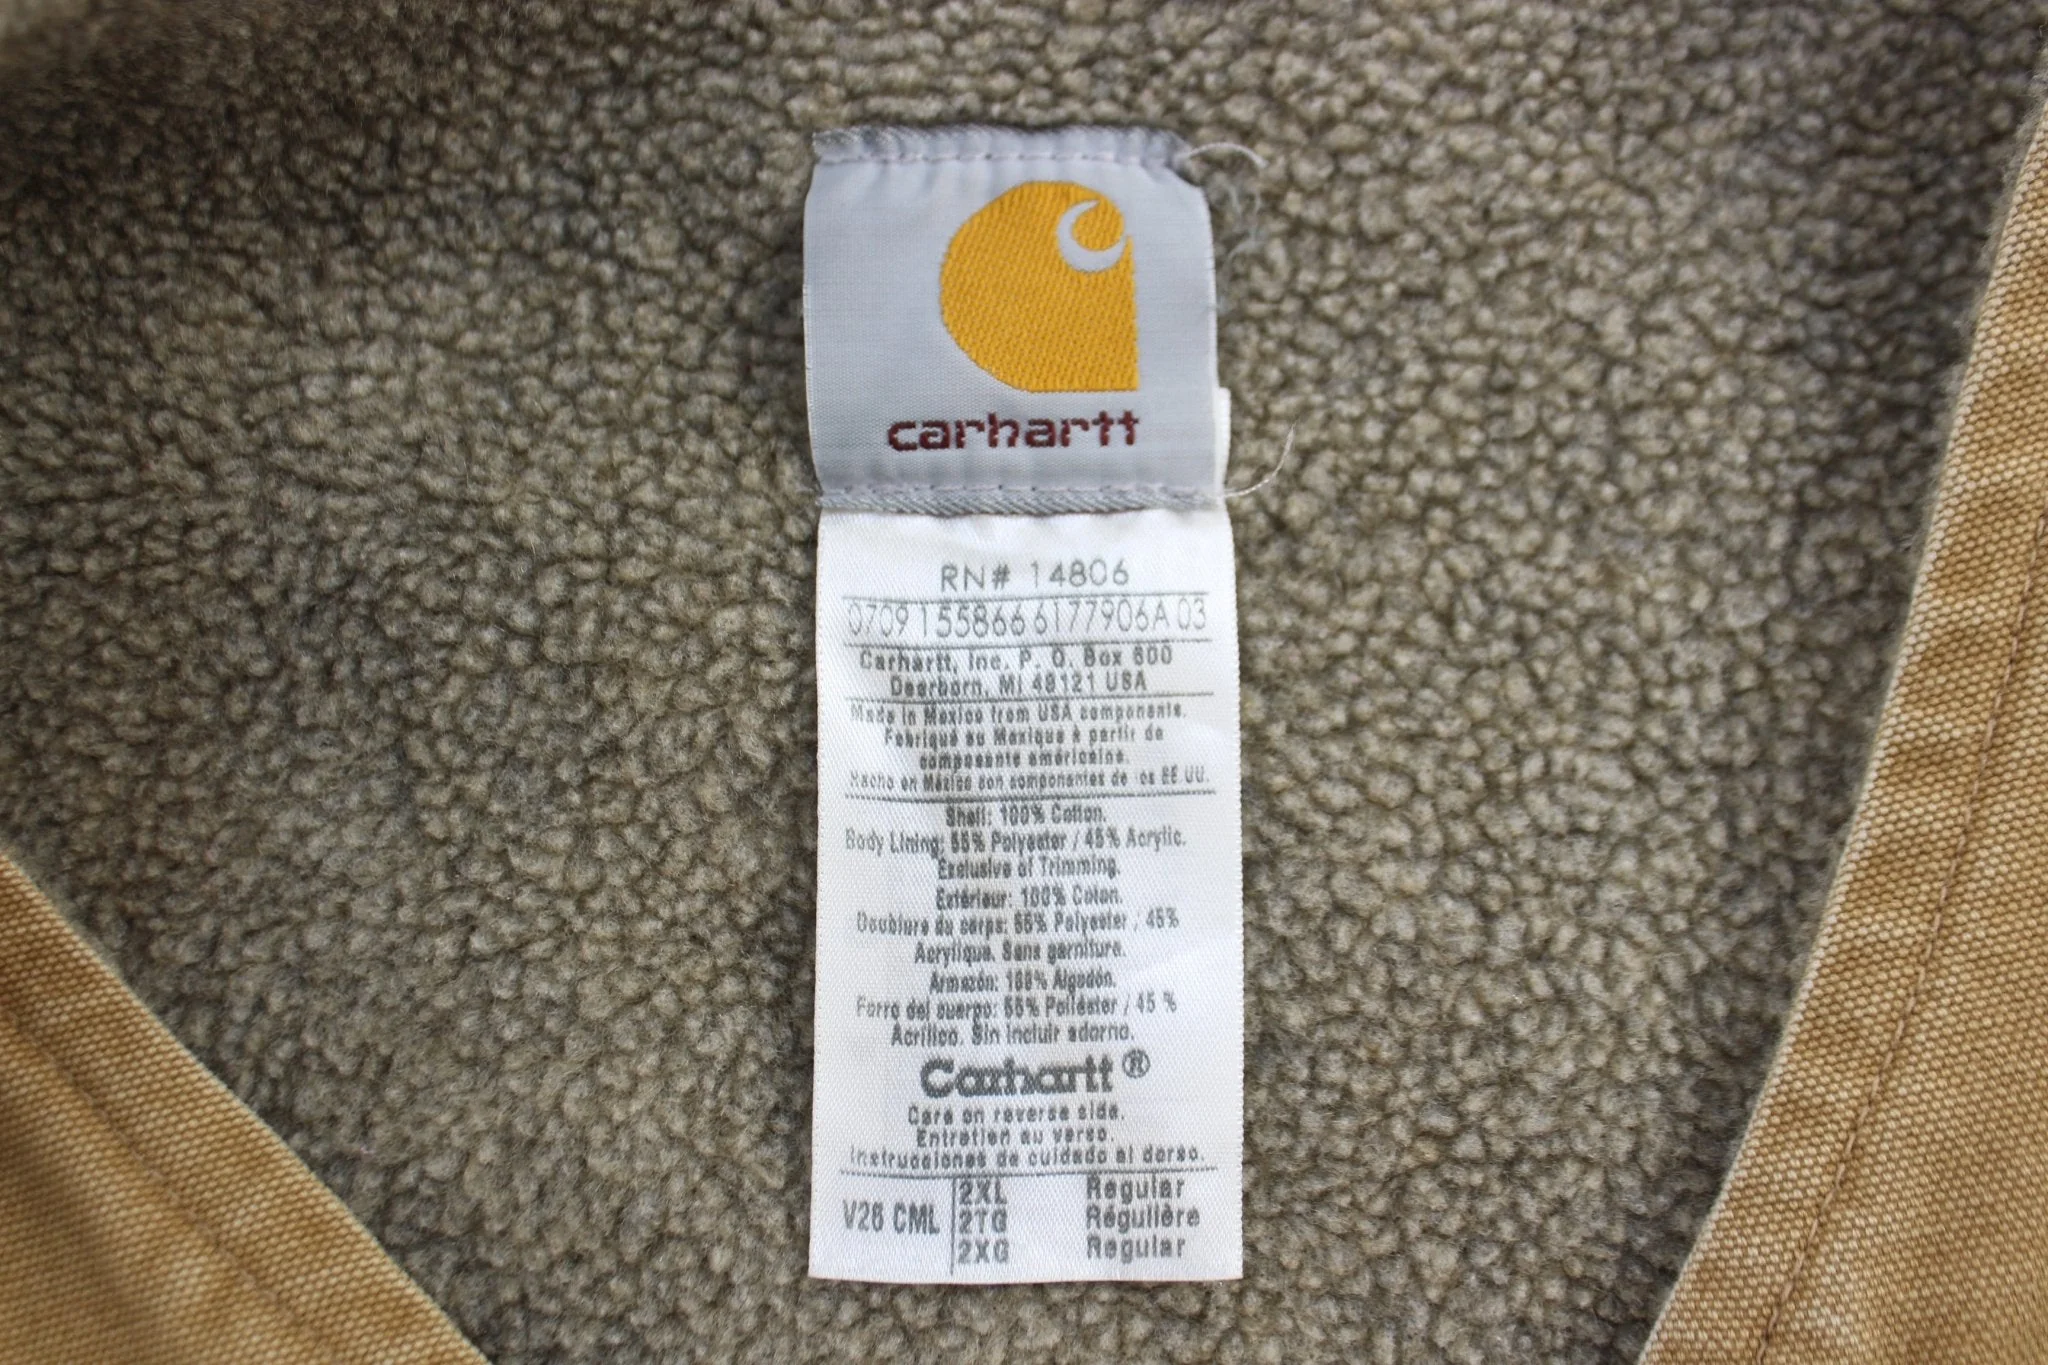 carhartt
RN# 14806
0709155866 6177906A 03
Carhartt, Inc. P. O. Box 600
Dearborn, MI 48121 USA
Made in Mexico from USA components.
Fabriqué au Mexique à partir de
composante américaine.
Hecho en México con componentes de los EE.UU.
Shell: 100% Cotton.
Body Lining: 55% Polyester / 45% Acrylic.
Exclusive of Trimming.
Extérieur: 100% Coton.
Doublure du corps: 55% Polyester / 45%
Acrylique. Sans garniture.
Armazón: 100% Algodón.
Forro del cuerpo: 55% Poliéster / 45 %
Acrílico. Sin incluir adorno.
Carhartt®
Care on reverse side.
Entretien au verso.
Instrucciones de cuidado al dorso.
V26 CML 2XL Regular
2TG Régulière
2XG Regular